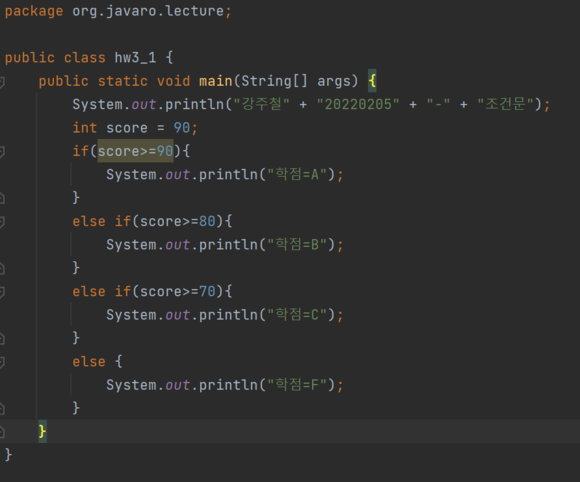 package org.javaro.lecture;
public class hw3_1 {
public static void main(String[] args) {
System.out.println("강주철" + "20220205" + "-" + "조건문");
int score = 90;
if(score>=90){
System.out.println("학점=A");
}
else if(score>=80){
System.out.println("학점=B");
}
else if(score>=70){
System.out.println("학점=C");
}
else {
System.out.println("학점=F");
}
}
}